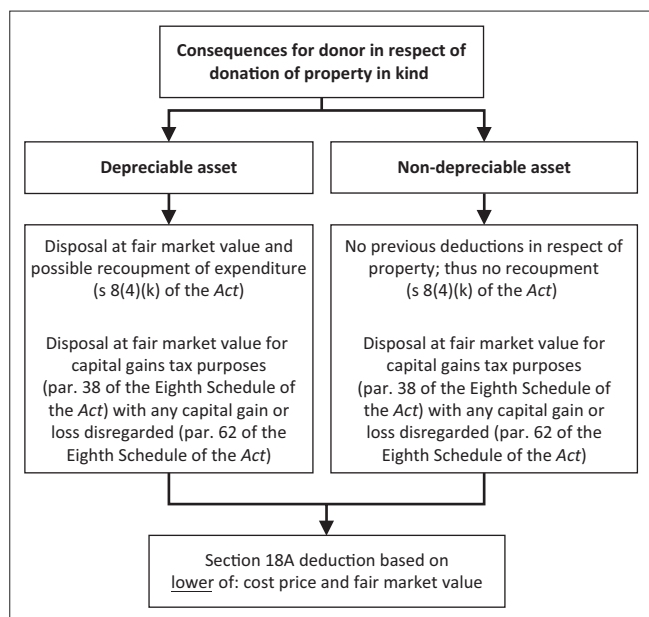 Consequences for donor in respect of
donation of property in kind
Depreciable asset
Non-depreciable asset
Disposal at fair market value and
possible recoupment of expenditure
(s 8(4)(k) of the Act)
Disposal at fair market value for
capital gains tax purposes
(par. 38 of the Eighth Schedule of
the Act) with any capital gain or
loss disregarded (par. 62 of the
Eighth Schedule of the Act)
No previous deductions in respect of
property; thus no recoupment
(s 8(4)(k) of the Act)
Disposal at fair market value for
capital gains tax purposes
(par. 38 of the Eighth Schedule of
the Act) with any capital gain or
loss disregarded (par. 62 of the
Eighth Schedule of the Act)
Section 18A deduction based on
lower of: cost price and fair market value